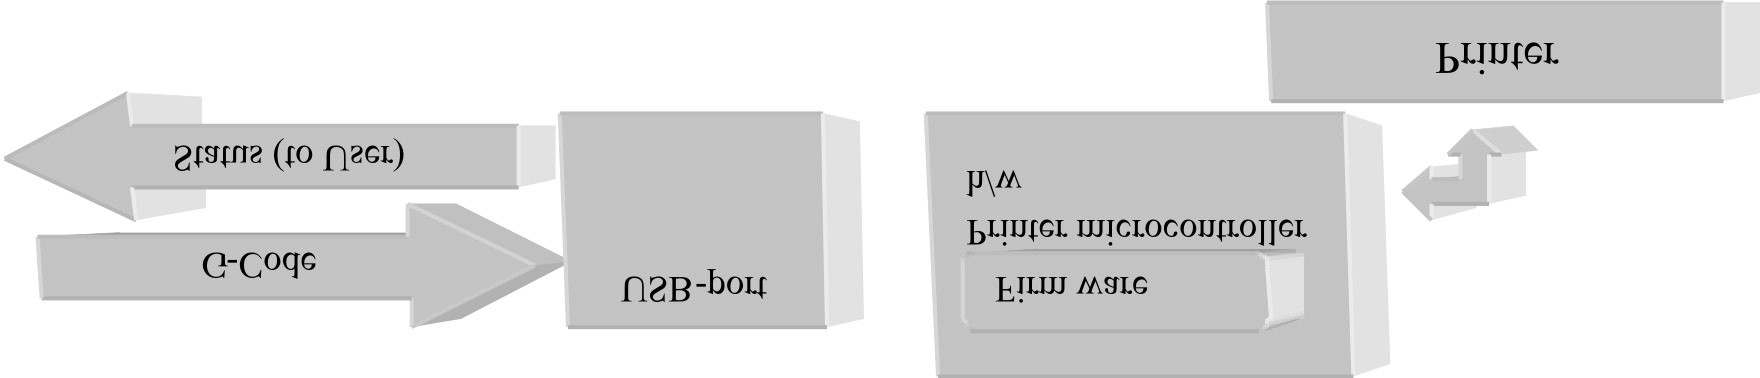 Printer
Status (to User)
G-Code
USB-port
h/w
Printer microcontroller
Firm ware